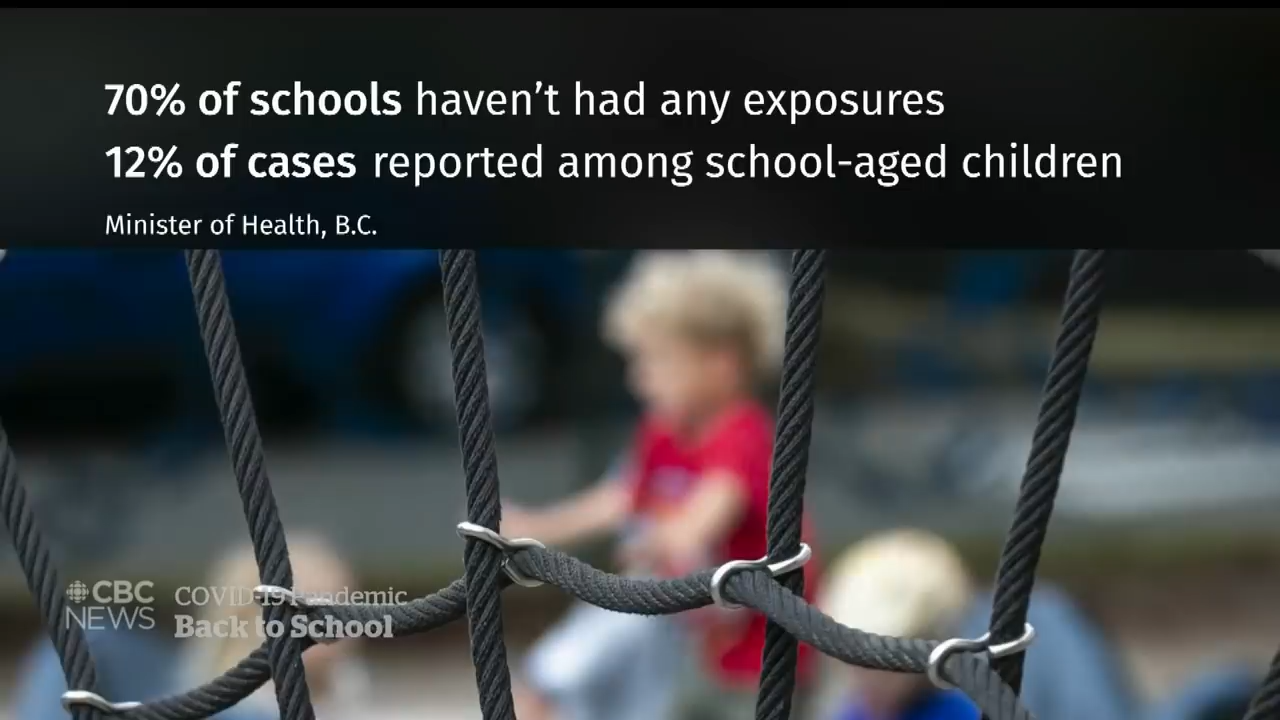 70% of schools haven't had any exposures
12% of cases reported among school-aged children
Minister of Health, B.C.
CBC
NEWS
COVID-19 Pandemic
Back to School